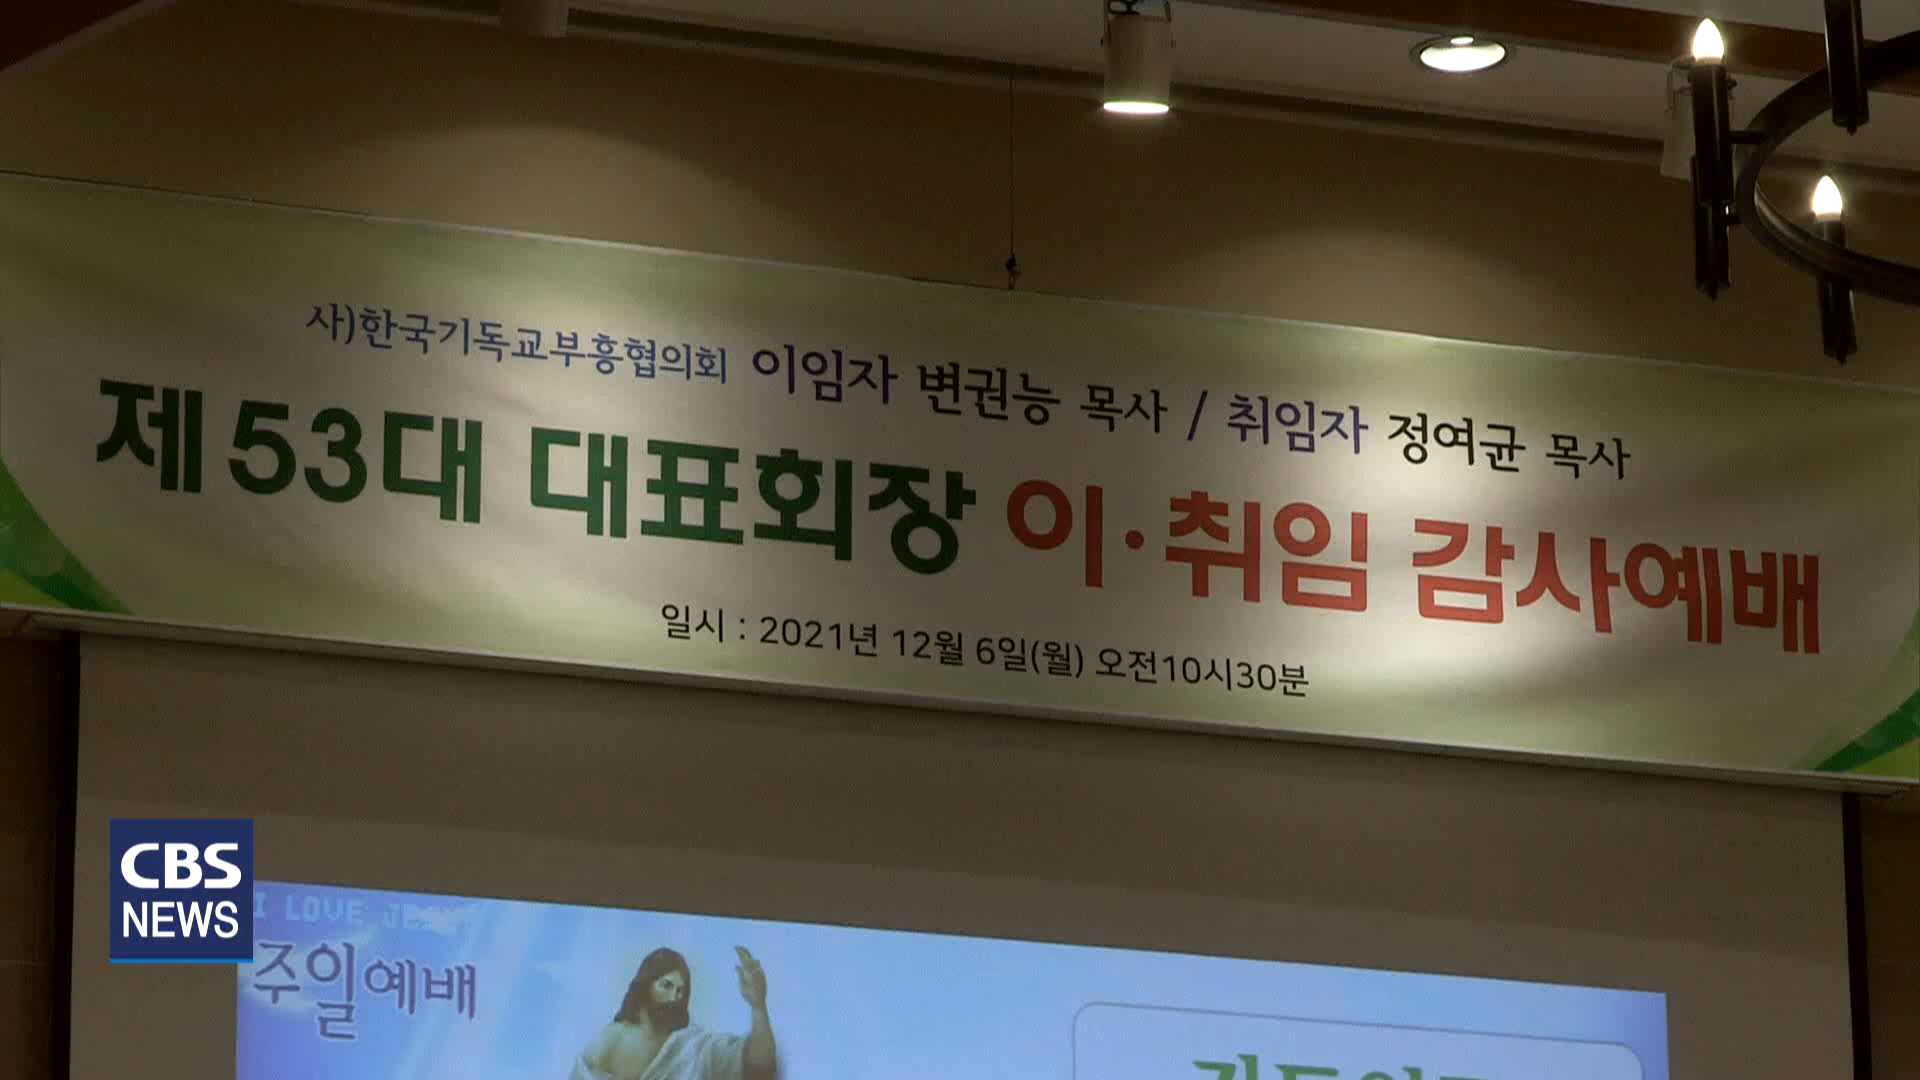 사)한국기독교부흥협의회 이임자 변권능 목사 / 취임자 정여균 목사
제53대 대표회장 이·취임 감사예배
일시 : 2021년 12월 6일(월) 오전10시30분
CBS
NEWS
I LOVE
주일예배